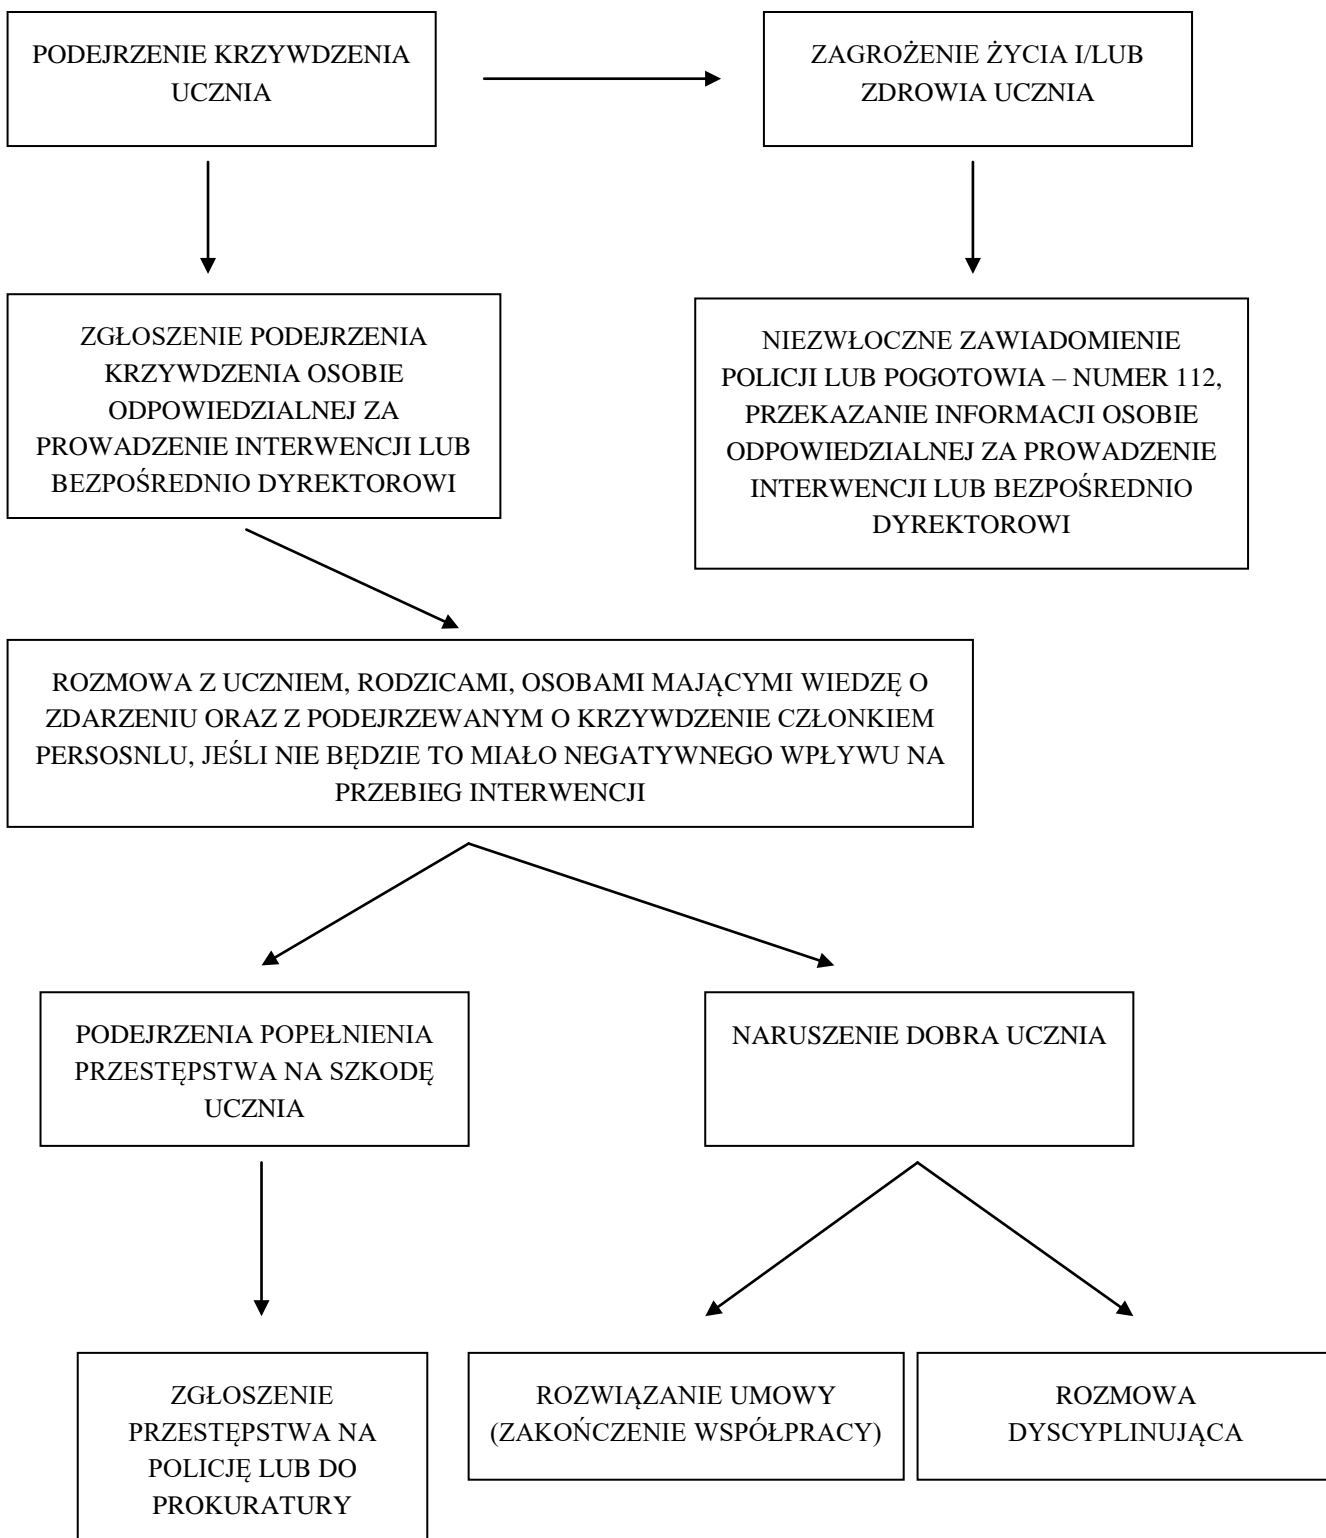 PODEJRZENIE KRZYWDZENIA
UCZNIA
ZAGROŻENIE ŻYCIA I/LUB
ZDROWIA UCZNIA
ZGŁOSZENIE PODEJRZENIA
KRZYWDZENIA OSOBIE
ODPOWIEDZIALNEJ ZA
PROWADZENIE INTERWENCJI LUB
BEZPOŚREDNIO DYREKTOROWI
NIEZWŁOCZNE ZAWIADOMIENIE
POLICJI LUB POGOTOWIA – NUMER 112,
PRZEKAZANIE INFORMACJI OSOBIE
ODPOWIEDZIALNEJ ZA PROWADZENIE
INTERWENCJI LUB BEZPOŚREDNIO
DYREKTOROWI
ROZMOWA Z UCZNIEM, RODZICAMI, OSOBAMI MAJĄCYMI WIEDZĘ O
ZDARZENIU ORAZ Z PODEJRZEWANYM O KRZYWDZENIE CZŁONKIEM
PERSOSNLU, JEŚLI NIE BĘDZIE TO MIAŁO NEGATYWNEGO WPŁYWU NA
PRZEBIEG INTERWENCJI
PODEJRZENIA POPEŁNIENIA
PRZESTĘPSTWA NA SZKODĘ
UCZNIA
NARUSZENIE DOBRA UCZNIA
ZGŁOSZENIE
PRZESTĘPSTWA NA
POLICJĘ LUB DO
PROKURATURY
ROZWIĄZANIE UMOWY
(ZAKOŃCZENIE WSPÓŁPRACY)
ROZMOWA
DYSCYPLINUJĄCA